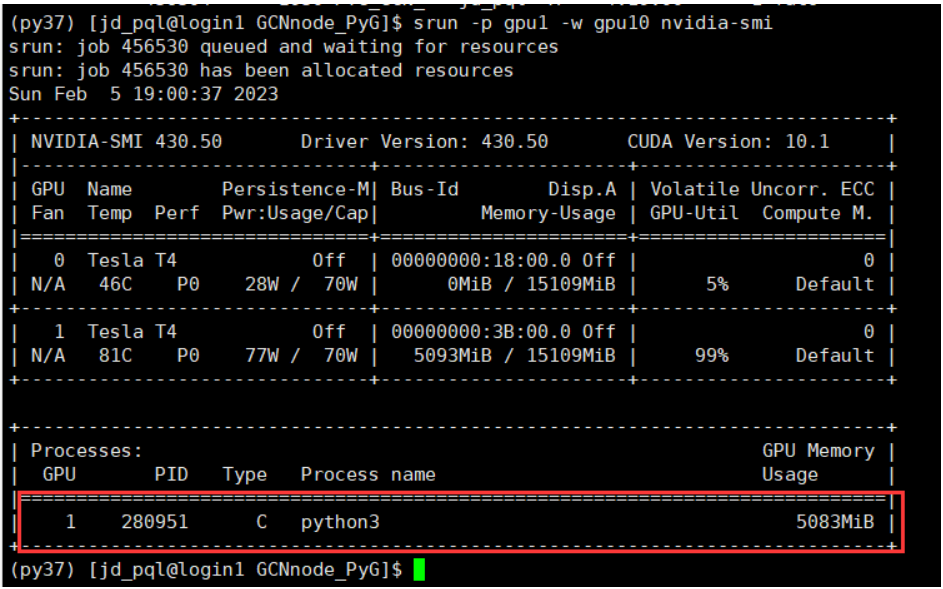 (py37) [jd_pql@login1 GCNnode_PyG]$ srun -p gpu1 -w gpu10 nvidia-smi
srun: job 456530 queued and waiting for resources
srun: job 456530 has been allocated resources
Sun Feb  5 19:00:37 2023
+-----------------------------------------------------------------------------+
| NVIDIA-SMI 430.50       Driver Version: 430.50       CUDA Version: 10.1     |
|-------------------------------+----------------------+----------------------+
| GPU  Name        Persistence-M| Bus-Id        Disp.A | Volatile Uncorr. ECC |
| Fan  Temp  Perf  Pwr:Usage/Cap|         Memory-Usage | GPU-Util  Compute M. |
|===============================+======================+======================|
|   0  Tesla T4            Off  | 00000000:18:00.0 Off |                    0 |
| N/A   46C    P0    28W /  70W |      0MiB / 15109MiB |      5%      Default |
+-------------------------------+----------------------+----------------------+
|   1  Tesla T4            Off  | 00000000:3B:00.0 Off |                    0 |
| N/A   81C    P0    77W /  70W |   5093MiB / 15109MiB |     99%      Default |
+-------------------------------+----------------------+----------------------+
+-----------------------------------------------------------------------------+
| Processes:                                                       GPU Memory |
|  GPU       PID   Type   Process name                             Usage      |
|=============================================================================|
|    1    280951      C   python3                                     5083MiB |
+-----------------------------------------------------------------------------+
(py37) [jd_pql@login1 GCNnode_PyG]$